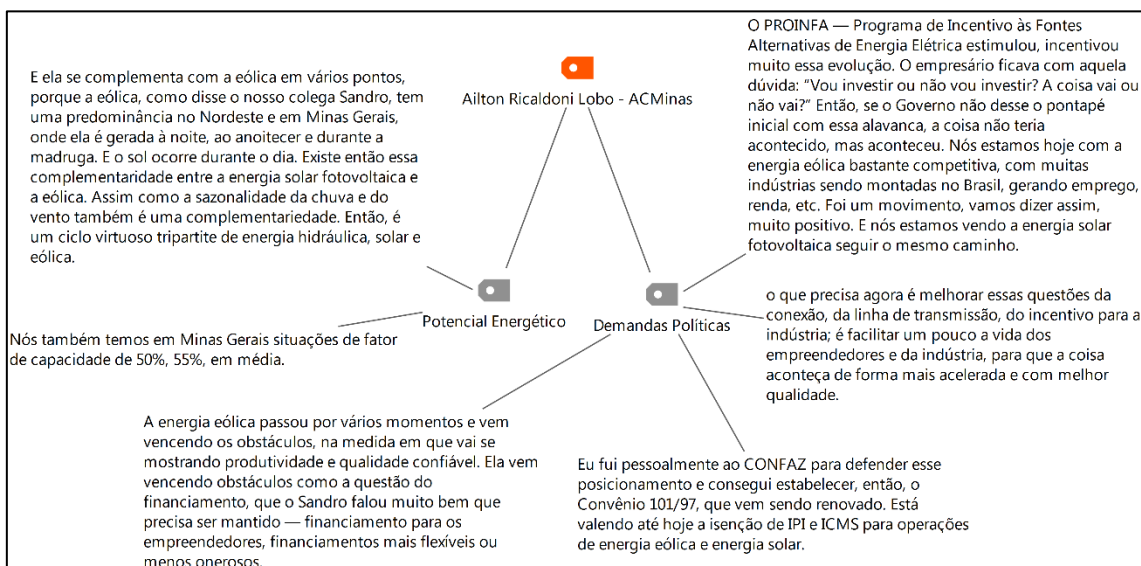 O PROINFA — Programa de Incentivo às Fontes
Alternativas de Energia Elétrica estimulou, incentivou
muito essa evolução. O empresário ficava com aquela
dúvida: “Vou investir ou não vou investir? A coisa vai ou
não vai?” Então, se o Governo não desse o pontapé
inicial com essa alavanca, a coisa não teria
acontecido, mas aconteceu. Nós estamos hoje com a
energia eólica bastante competitiva, com muitas
indústrias sendo montadas no Brasil, gerando emprego,
renda, etc. Foi um movimento, vamos dizer assim,
muito positivo. E nós estamos vendo a energia solar
fotovoltaica seguir o mesmo caminho.
E ela se complementa com a eólica em vários pontos,
porque a eólica, como disse o nosso colega Sandro, tem
uma predominância no Nordeste e em Minas Gerais,
onde ela é gerada à noite, ao anoitecer e durante a
madruga. E o sol ocorre durante o dia. Existe então essa
complementaridade entre a energia solar fotovoltaica e
a eólica. Assim como a sazonalidade da chuva e do
vento também é uma complementariedade. Então, é
um ciclo virtuoso tripartite de energia hidráulica, solar e
eólica.
Ailton Ricaldoni Lobo - ACMinas
Potencial Energético
Demandas Políticas
Nós também temos em Minas Gerais situações de fator
de capacidade de 50%, 55%, em média.
o que precisa agora é melhorar essas questões da
conexão, da linha de transmissão, do incentivo para a
indústria; é facilitar um pouco a vida dos
empreendedores e da indústria, para que a coisa
aconteça de forma mais acelerada e com melhor
qualidade.
A energia eólica passou por vários momentos e vem
vencendo os obstáculos, na medida em que vai se
mostrando produtividade e qualidade confiável. Ela vem
vencendo obstáculos como a questão do
financiamento, que o Sandro falou muito bem que
precisa ser mantido — financiamento para os
empreendedores, financiamentos mais flexíveis ou
menos onerosos.
Eu fui pessoalmente ao CONFAZ para defender esse
posicionamento e consegui estabelecer, então, o
Convênio 101/97, que vem sendo renovado. Está
valendo até hoje a isenção de IPI e ICMS para operações
de energia eólica e energia solar.